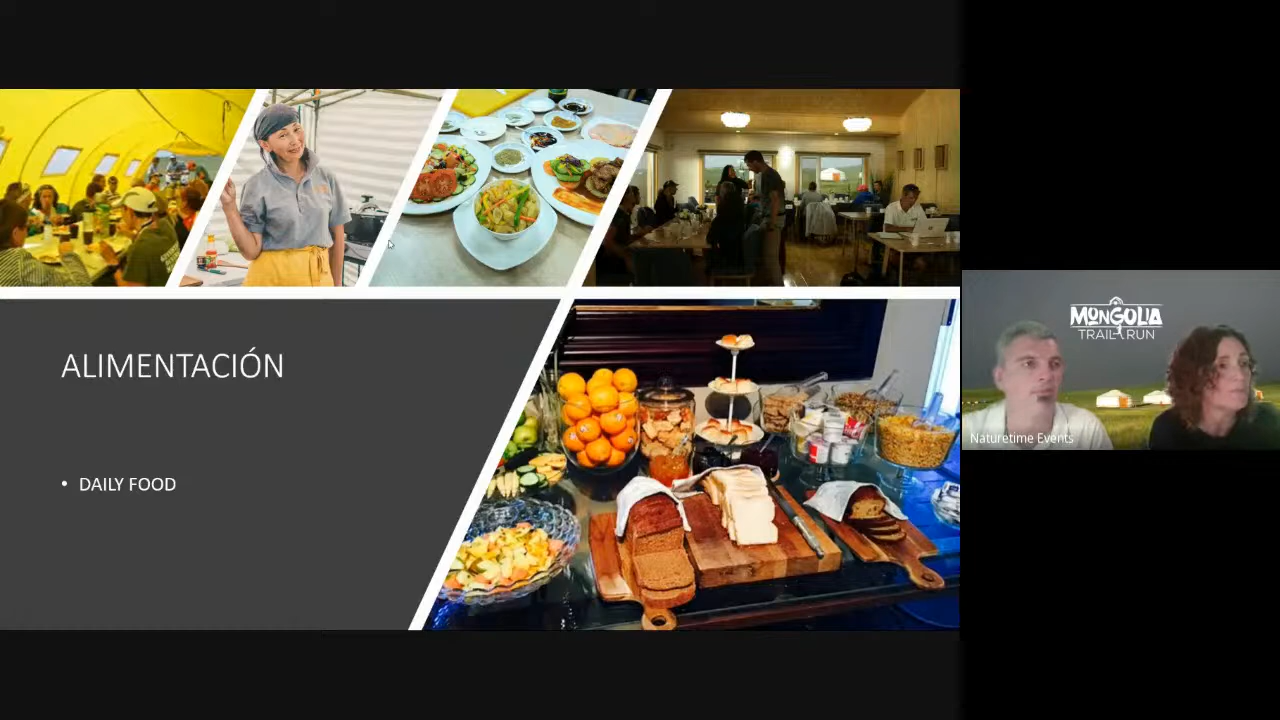 ALIMENTACIÓN
• DAILY FOOD
MONGOLIA
TRAIL RUN
Naturetime Events